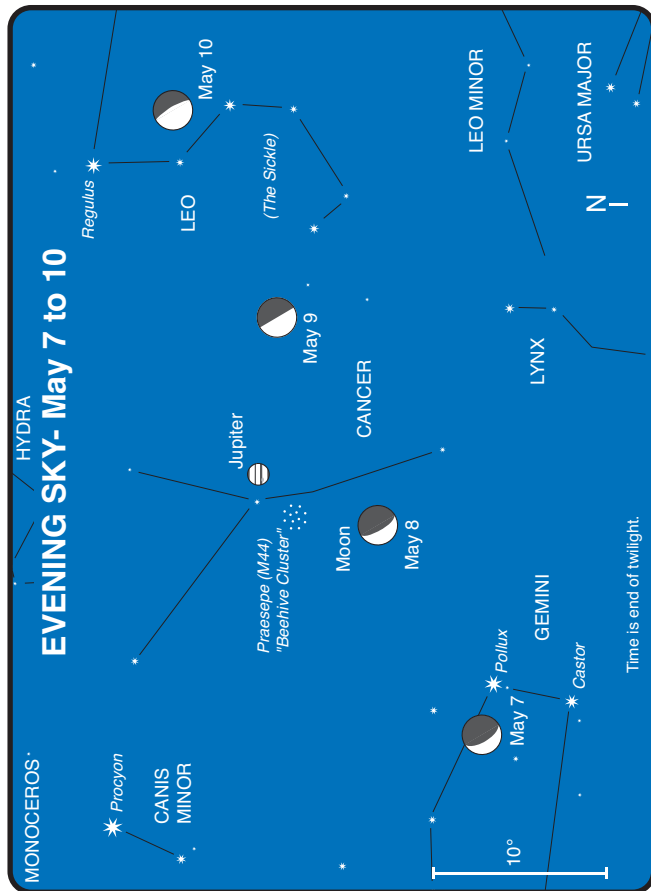 HYDRA
EVENING SKY- May 7 to 10
MONOCEROS
Procyon
CANIS
MINOR
Regulus
May 10
LEO
(The Sickle)
Jupiter
Praesepe (M44)
"Beehive Cluster"
May 9
Moon
May 8
CANCER
LEO MINOR
URSA MAJOR
N
LYNX
Pollux
GEMINI
Castor
May 7
10°
Time is end of twilight.